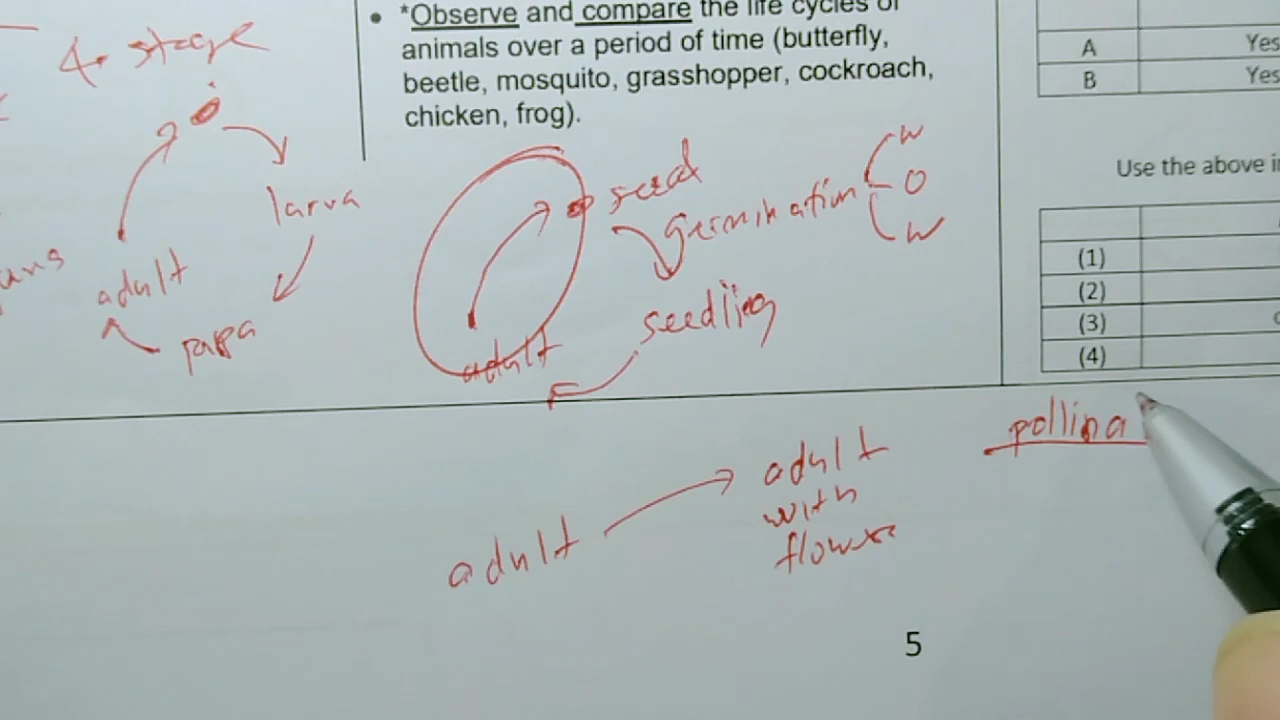 4 stage
larva
pupa
adult
*Observe and compare the life cycles of
animals over a period of time (butterfly,
beetle, mosquito, grasshopper, cockroach,
chicken, frog).
seed
germination
W
O
W
seedling
adult
adult
adult
with
flower
pollina
5
A Yes
B Yes
Use the above i
(1)
(2)
(3)
(4)